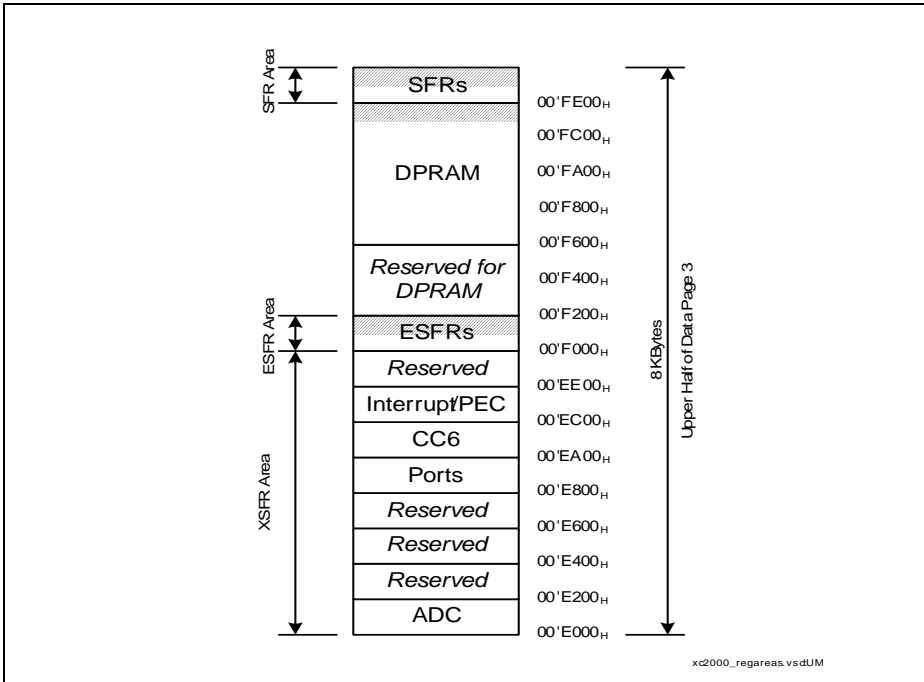 SFR Area
SFRs
00'FE00H
00'FC00H
DPRAM
00'FA00H
00'F800H
00'F600H
Reserved for
DPRAM
00'F400H
00'F200H
ESFR Area
ESFRs
00'F000H
Reserved
00'EE00H
Interrupt/PEC
00'EC00H
CC6
00'EA00H
Ports
00'E800H
XSFR Area
Reserved
00'E600H
Reserved
00'E400H
Reserved
00'E200H
ADC
00'E000H
8 KBytes
Upper Half of Data Page 3
xc2000_regareas.vsdUM